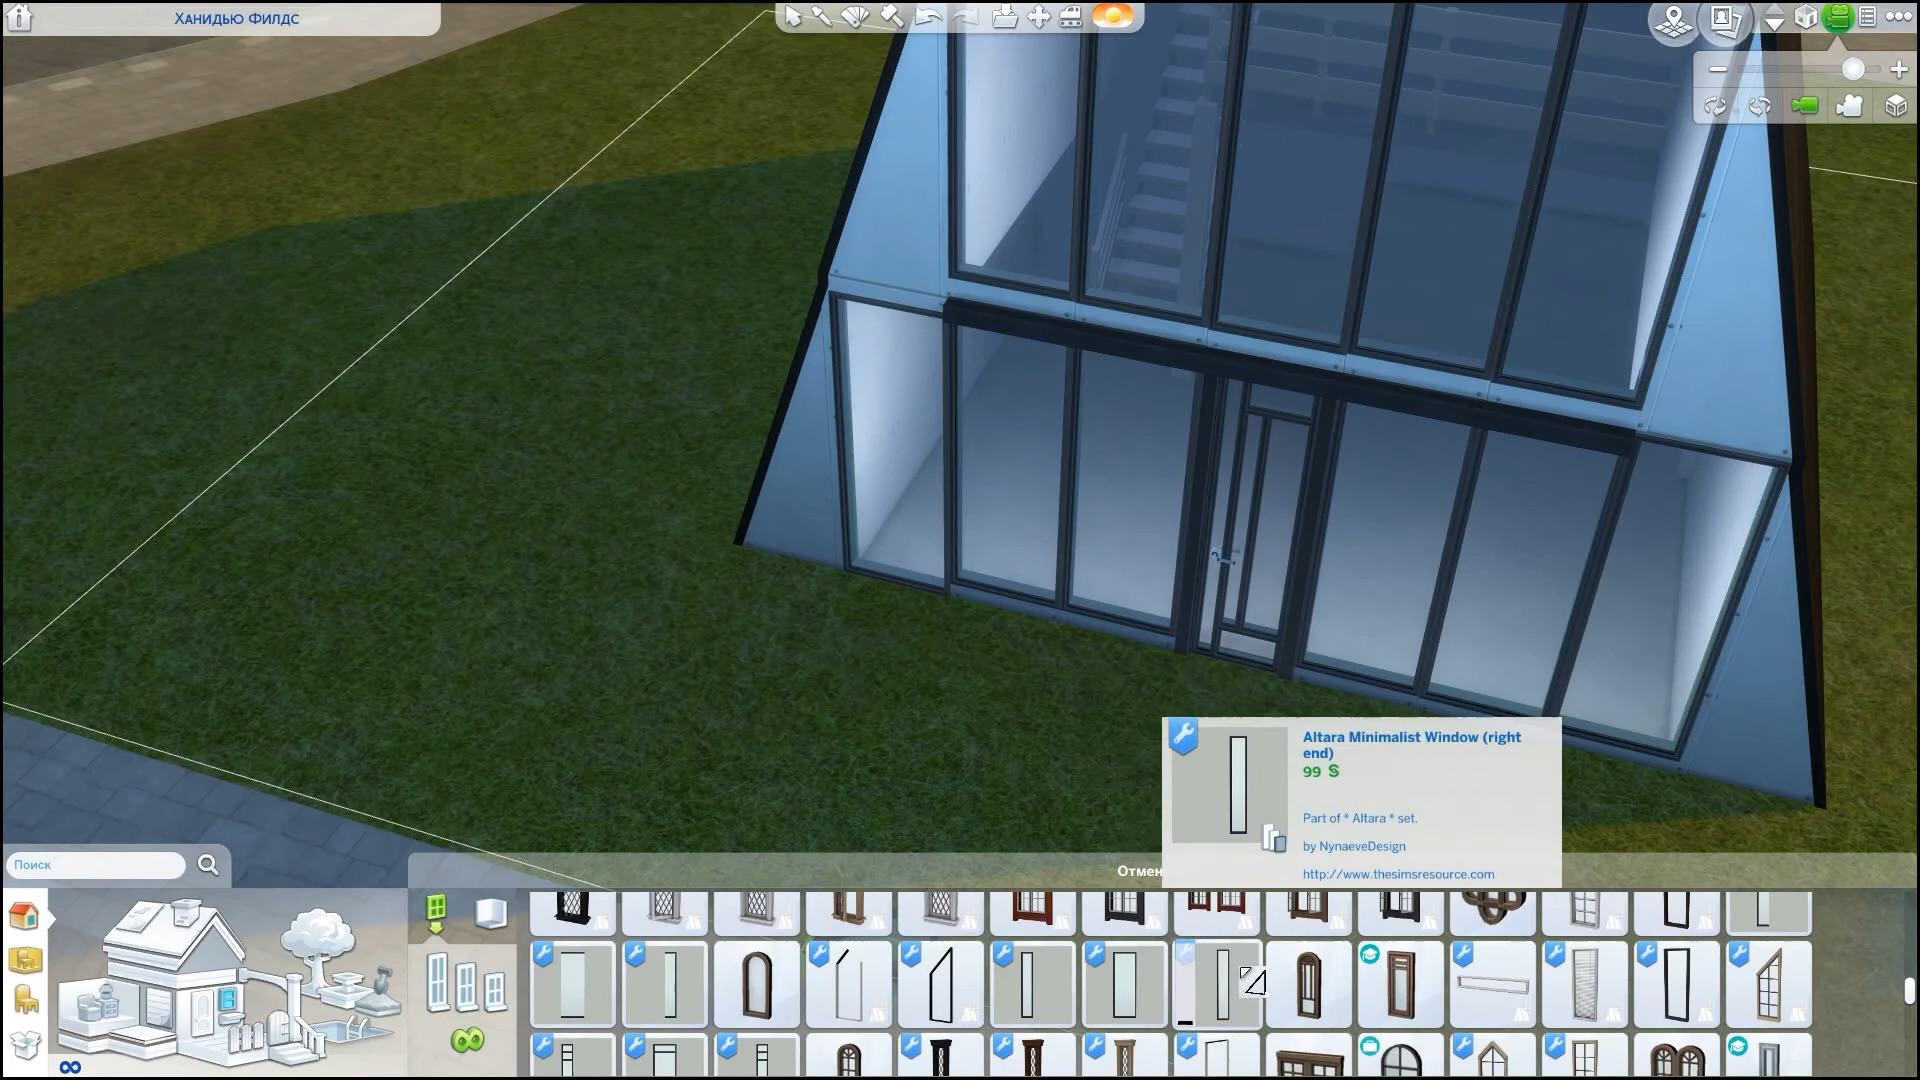 Ханидью Филдс
Altara Minimalist Window (right
end)
99 $
Part of * Altara * set.
by NynaeveDesign
http://www.thesimsresource.com
Поиск
Отмен